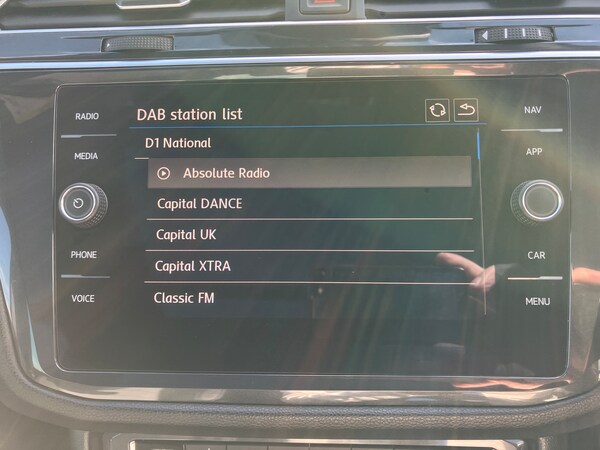 RADIO
MEDIA
PHONE
VOICE
DAB station list
D1 National
Absolute Radio
Capital DANCE
Capital UK
Capital XTRA
Classic FM
NAV
APP
CAR
MENU